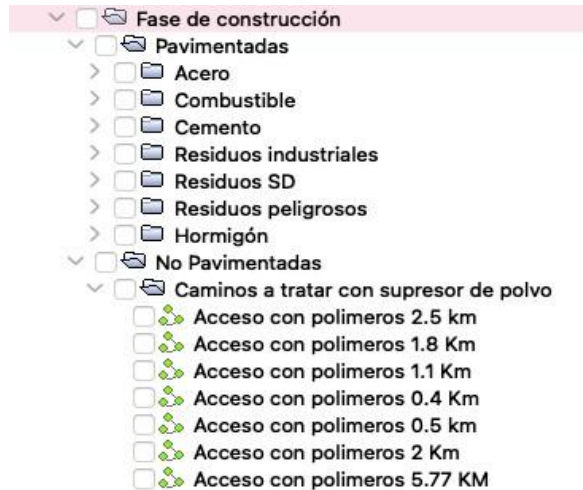 Fase de construcción
Pavimentadas
Acero
Combustible
Cemento
Residuos industriales
Residuos SD
Residuos peligrosos
Hormigón
No Pavimentadas
Caminos a tratar con supresor de polvo
Acceso con polimeros 2.5 km
Acceso con polimeros 1.8 Km
Acceso con polimeros 1.1 Km
Acceso con polimeros 0.4 Km
Acceso con polimeros 0.5 km
Acceso con polimeros 2 Km
Acceso con polimeros 5.77 KM